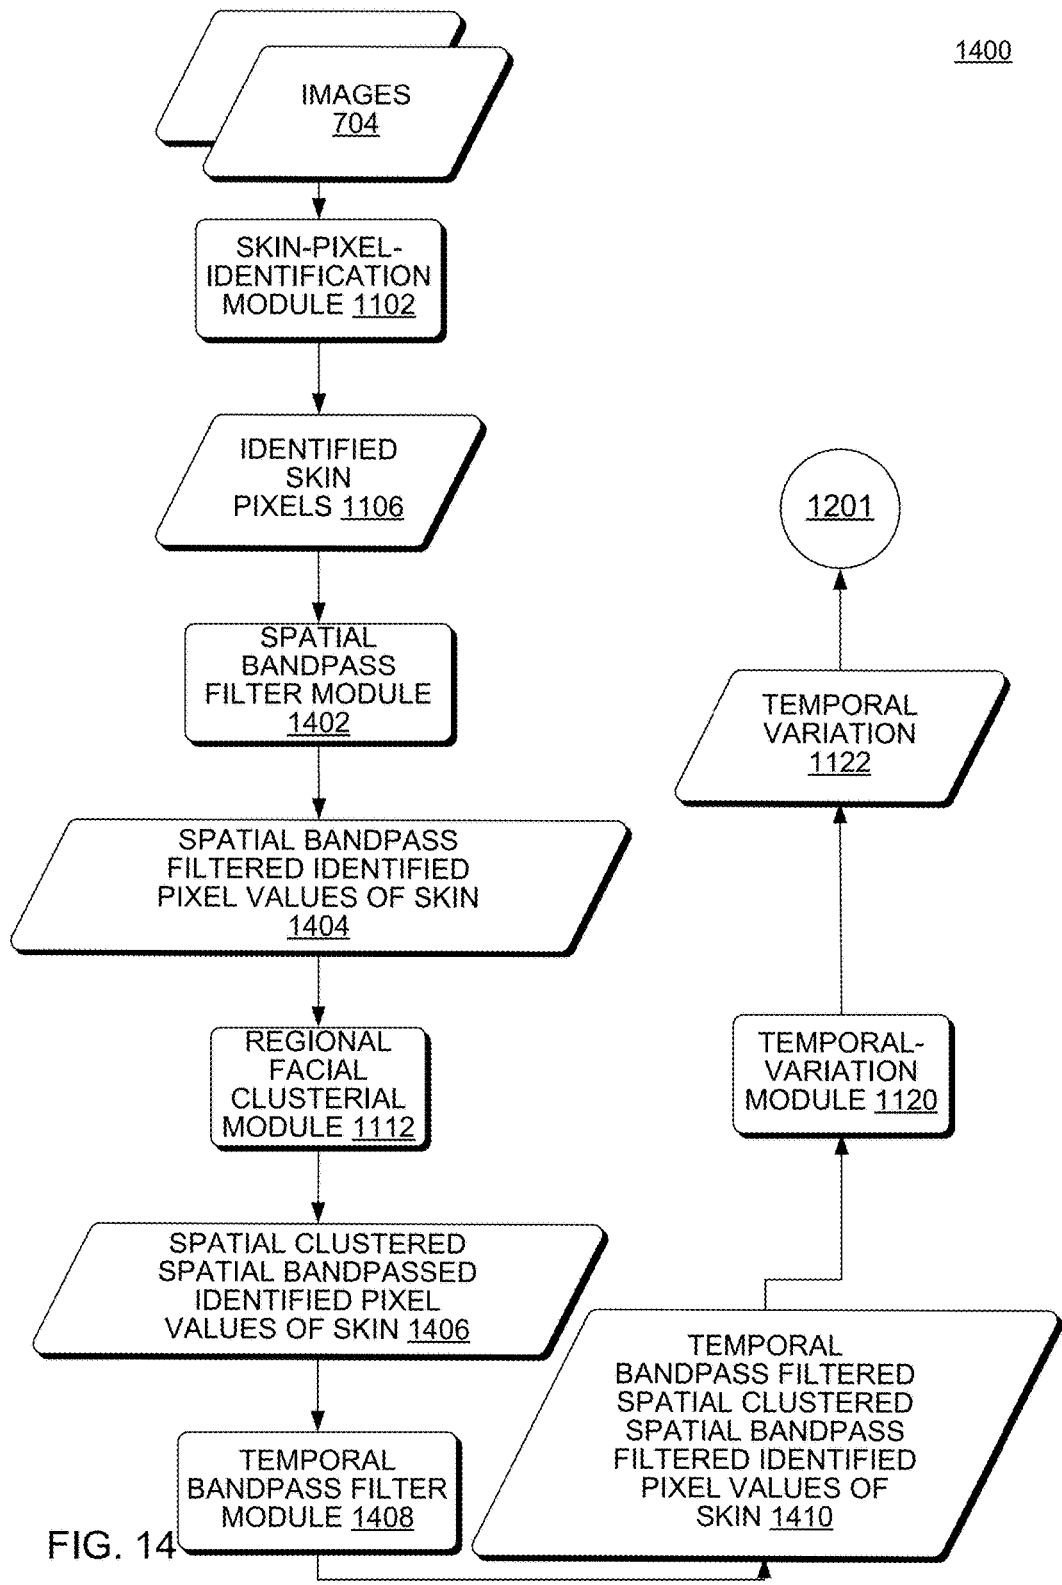 1400
IMAGES
704
SKIN-PIXEL-
IDENTIFICATION
MODULE 1102
IDENTIFIED
SKIN
PIXELS 1106
SPATIAL
BANDPASS
FILTER MODULE
1402
SPATIAL BANDPASS
FILTERED IDENTIFIED
PIXEL VALUES OF SKIN
1404
REGIONAL
FACIAL
CLUSTERIAL
MODULE 1112
SPATIAL CLUSTERED
SPATIAL BANDPASSED
IDENTIFIED PIXEL
VALUES OF SKIN 1406
TEMPORAL
BANDPASS FILTER
MODULE 1408
TEMPORAL
BANDPASS FILTERED
SPATIAL CLUSTERED
SPATIAL BANDPASS
FILTERED IDENTIFIED
PIXEL VALUES OF
SKIN 1410
TEMPORAL-
VARIATION
MODULE 1120
TEMPORAL
VARIATION
1122
1201
FIG. 14